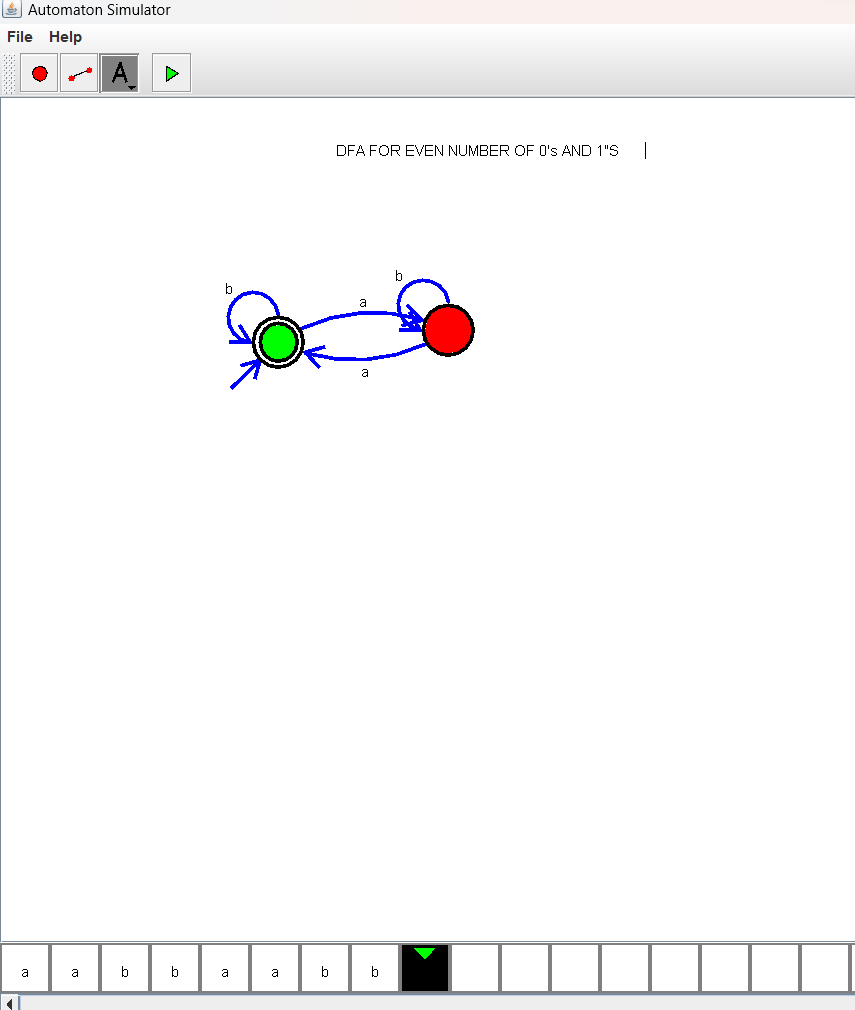 Automaton Simulator
File Help
A
DFA FOR EVEN NUMBER OF 0's AND 1"S
b
b
a
a
a a b b a a b b